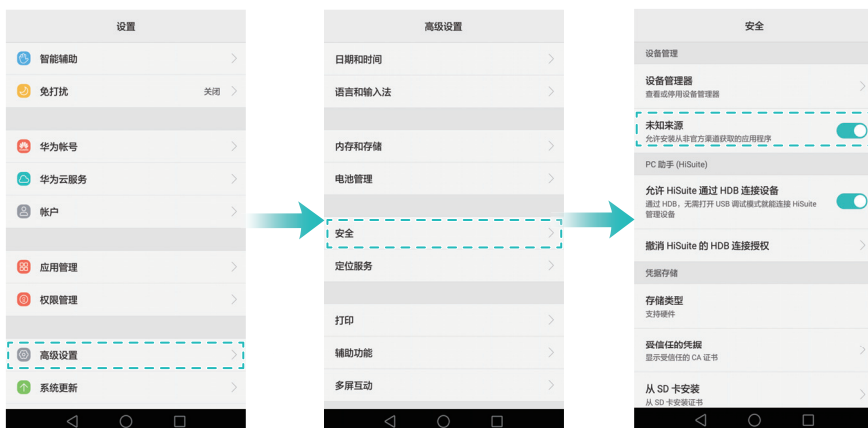 设置
智能辅助
免打扰 关闭
华为帐号
华为云服务
帐户
应用管理
权限管理
高级设置
系统更新
高级设置
日期和时间
语言和输入法
内存和存储
电池管理
安全
定位服务
打印
辅助功能
多屏互动
安全
设备管理
设备管理器
查看或停用设备管理器
未知来源
允许安装从非官方渠道获取的应用程序
PC 助手 (HiSuite)
允许 HiSuite 通过 HDB 连接设备
通过 HDB，无需打开 USB 调试模式就能连接 HiSuite
管理设备
撤消 HiSuite 的 HDB 连接授权
凭据存储
存储类型
支持硬件
受信任的凭据
显示受信任的 CA 证书
从 SD 卡安装
从 SD 卡安装证书